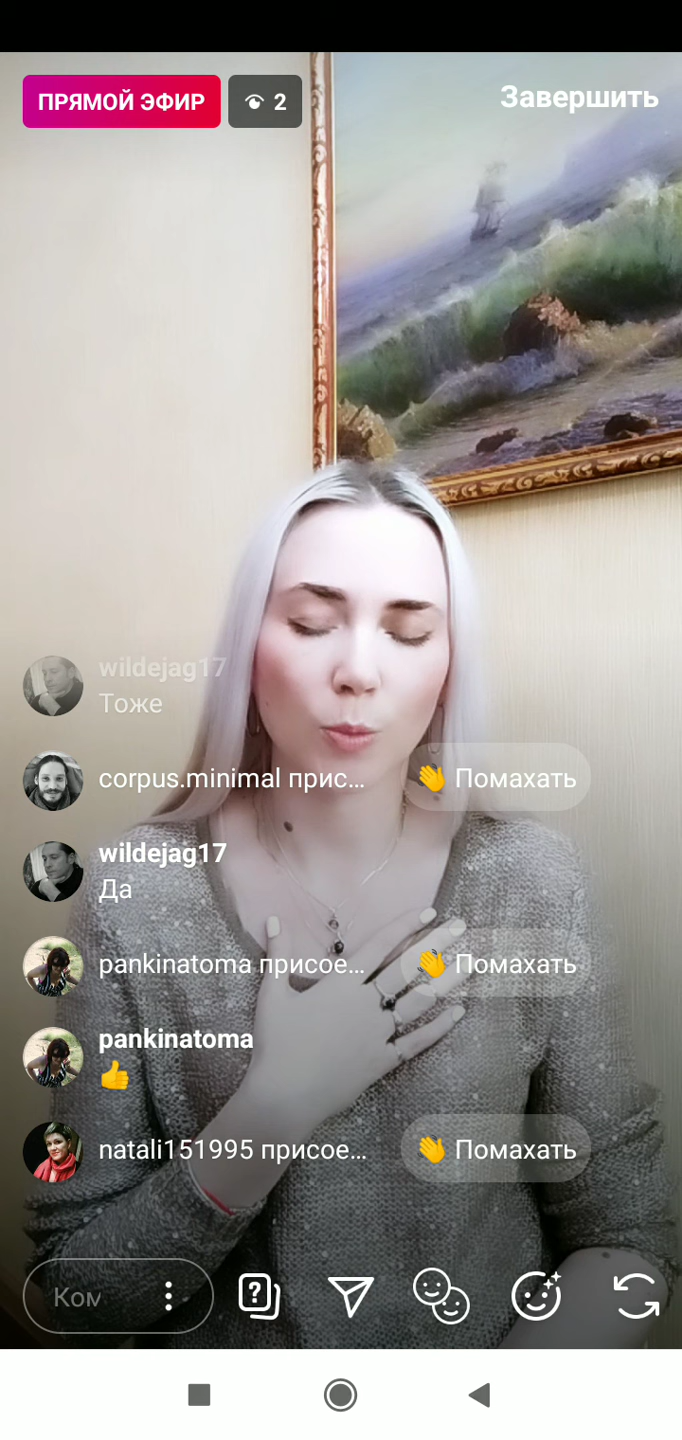 ПРЯМОЙ ЭФИР 2 Завершить
wildejag17
Тоже
corpus.minimal прис... 👋 Помахать
wildejag17
Да
pankinatoma присое... 👋 Помахать
pankinatoma
👍
natali151995 присое... 👋 Помахать
Ком